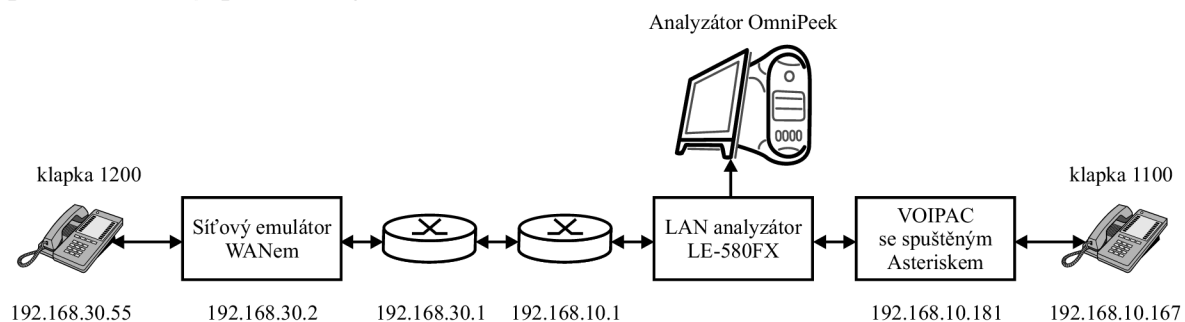 Analyzátor OmniPeek
klapka 1200
klapka 1100
Síťový emulátor
WANem
LAN analyzátor
LE-580FX
VOIPAC
se spuštěným
Asteriskem
192.168.30.55
192.168.30.2
192.168.30.1
192.168.10.1
192.168.10.181
192.168.10.167